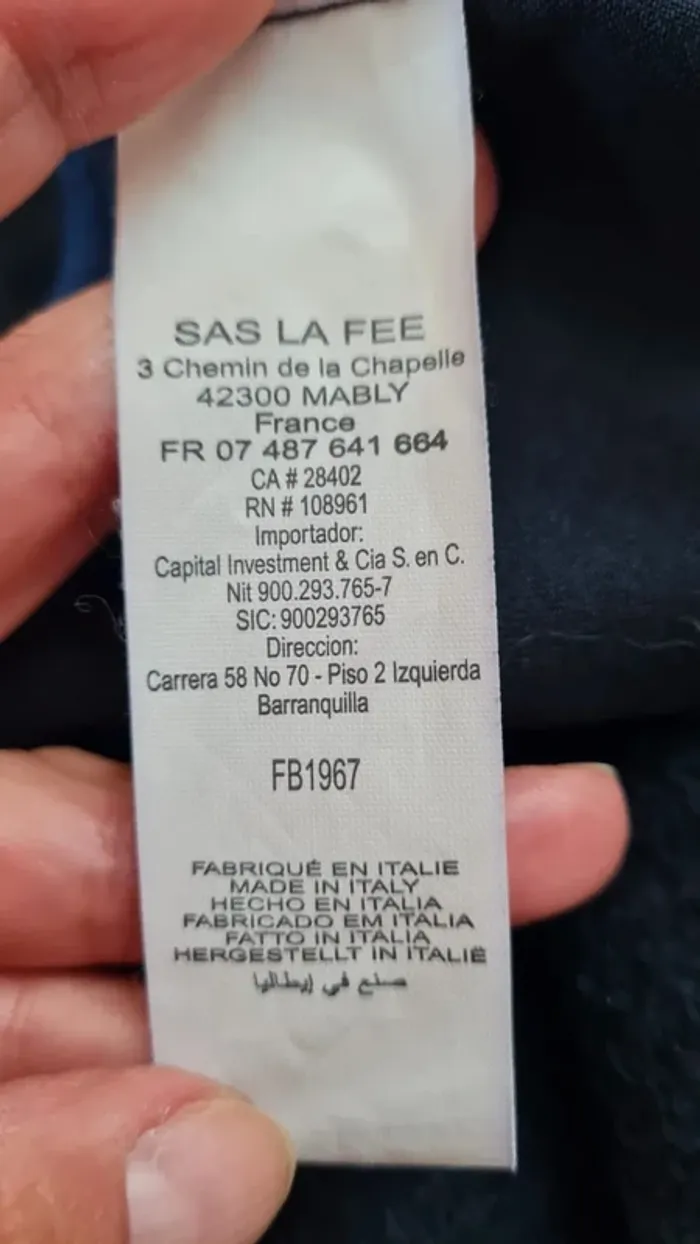 SAS LA FEE
3 Chemin de la Chapelle
42300 MABLY
France
FR 07 487 641 664
CA # 28402
RN # 108961
Importador:
Capital Investment & Cia S. en C.
Nit 900.293.765-7
SIC: 900293765
Direccion:
Carrera 58 No 70 - Piso 2 Izquierda
Barranquilla
FB1967
FABRIQUÉ EN ITALIE
MADE IN ITALY
HECHO EN ITALIA
FABRICADO EM ITALIA
FATTO IN ITALIA
HERGESTELLT IN ITALIË
صنع في إيطاليا